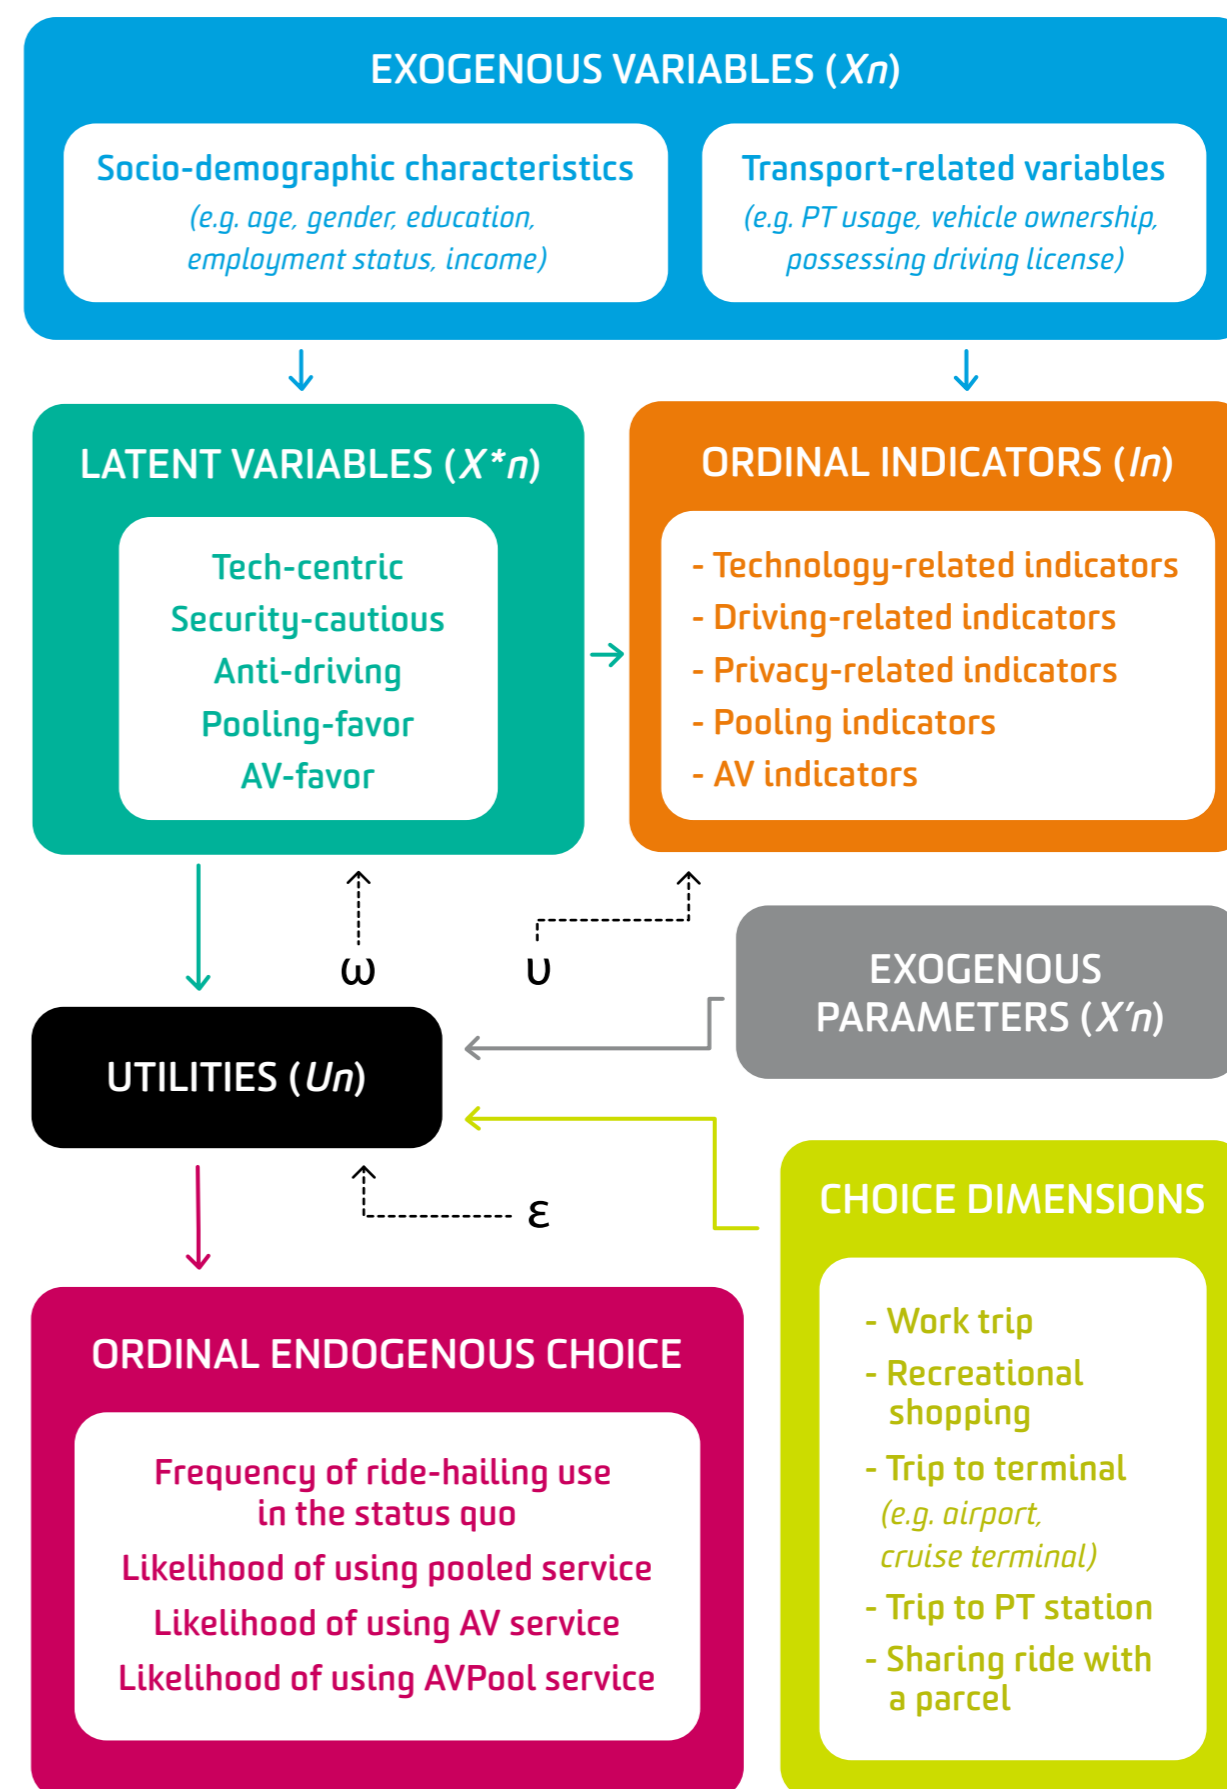 EXOGENOUS VARIABLES (Xn)
Socio-demographic characteristics
(e.g. age, gender, education,
employment status, income)
Transport-related variables
(e.g. PT usage, vehicle ownership,
possessing driving license)
LATENT VARIABLES (X*n)
Tech-centric
Security-cautious
Anti-driving
Pooling-favor
AV-favor
ORDINAL INDICATORS (In)
- Technology-related indicators
- Driving-related indicators
- Privacy-related indicators
- Pooling indicators
- AV indicators
ω
υ
EXOGENOUS
PARAMETERS (X’n)
UTILITIES (Un)
ε
CHOICE DIMENSIONS
- Work trip
- Recreational
shopping
- Trip to terminal
(e.g. airport,
cruise terminal)
- Trip to PT station
- Sharing ride with
a parcel
ORDINAL ENDOGENOUS CHOICE
Frequency of ride-hailing use
in the status quo
Likelihood of using pooled service
Likelihood of using AV service
Likelihood of using AVPool service